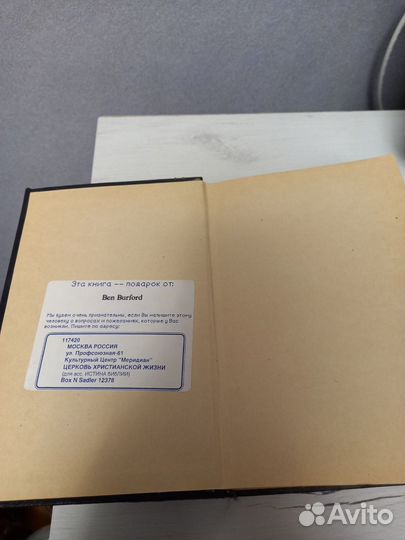 Эта книга -- подарок от:
Ben Burford
Мы будем очень признательны, если Вы напишите этому
человеку о вопросах и пожеланиях, которые у Вас
возникли. Пишите по адресу:
117420
МОСКВА РОССИЯ
ул. Профсоюзная-61
Культурный Центр "Меридиан"
ЦЕРКОВЬ ХРИСТИАНСКОЙ ЖИЗНИ
(для асс. ИСТИНА БИБЛИИ)
Box N Sadler 12378
Avito